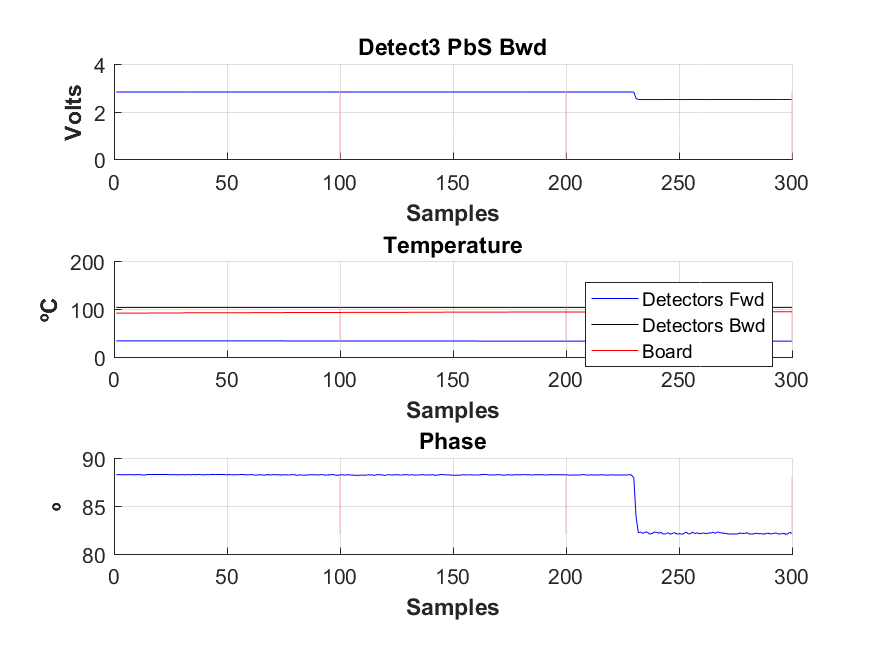 Detect3 PbS Bwd
Volts
4
2
0
0 50 100 150 200 250 300
Samples
Temperature
ºC
200
100
0
Detectors Fwd
Detectors Bwd
Board
0 50 100 150 200 250 300
Samples
Phase
º
90
85
80
0 50 100 150 200 250 300
Samples